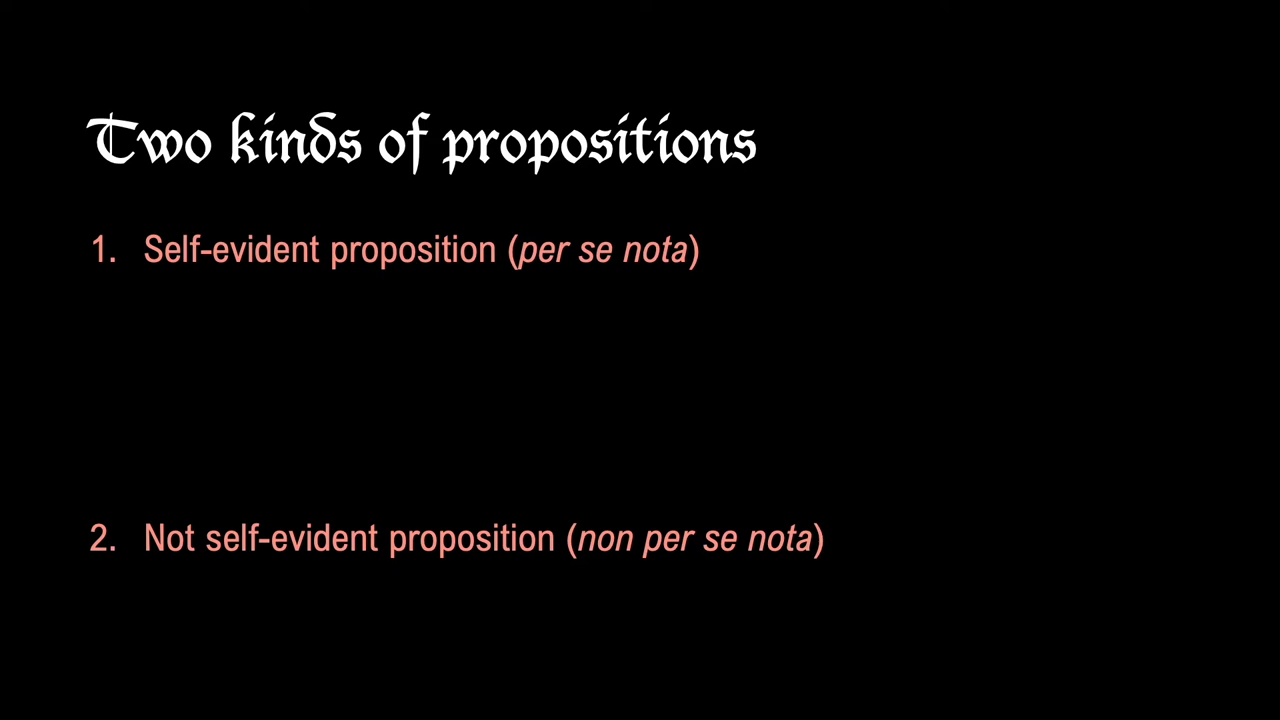 Two kinds of propositions
1. Self-evident proposition (per se nota)
2. Not self-evident proposition (non per se nota)